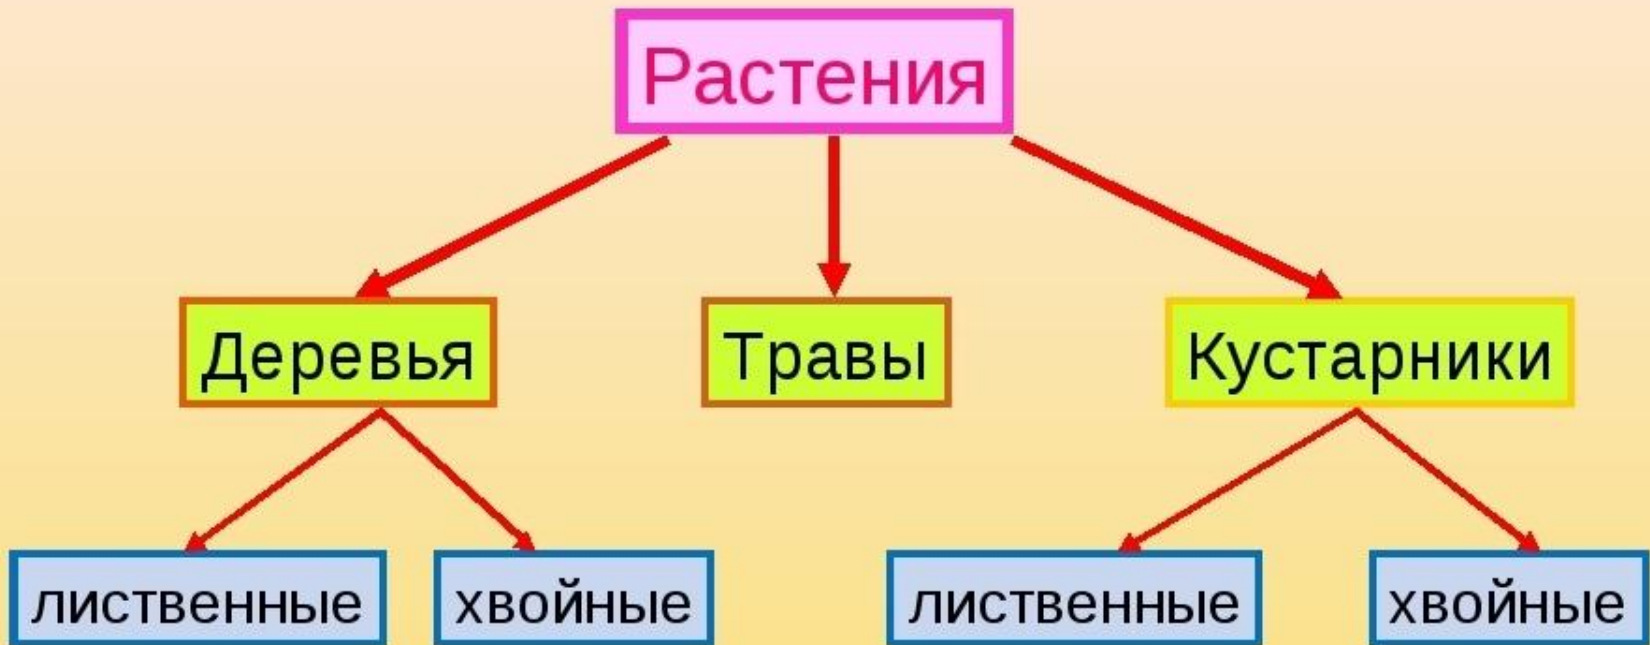 Растения
Деревья
Травы
Кустарники
лиственные
хвойные
лиственные
хвойные